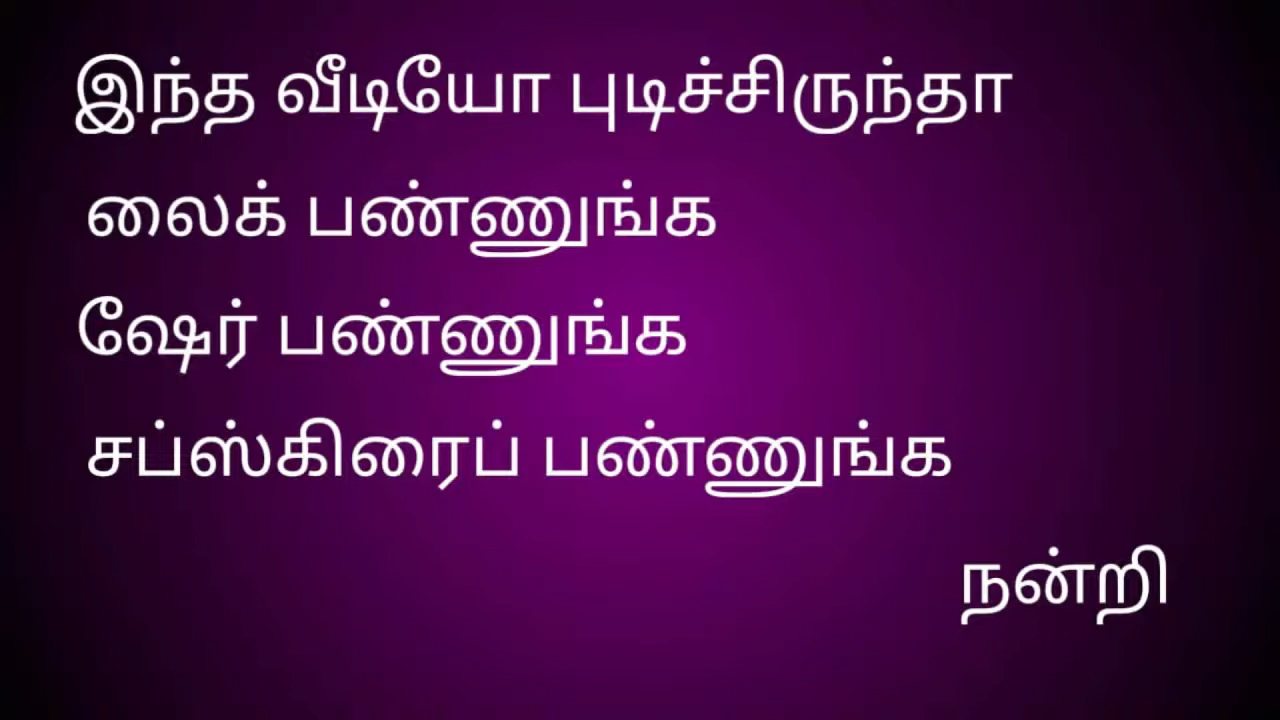 இந்த வீடியோ புடிச்சிருந்தா
லைக் பண்ணுங்க
ஷேர் பண்ணுங்க
சப்ஸ்கிரைப் பண்ணுங்க
நன்றி